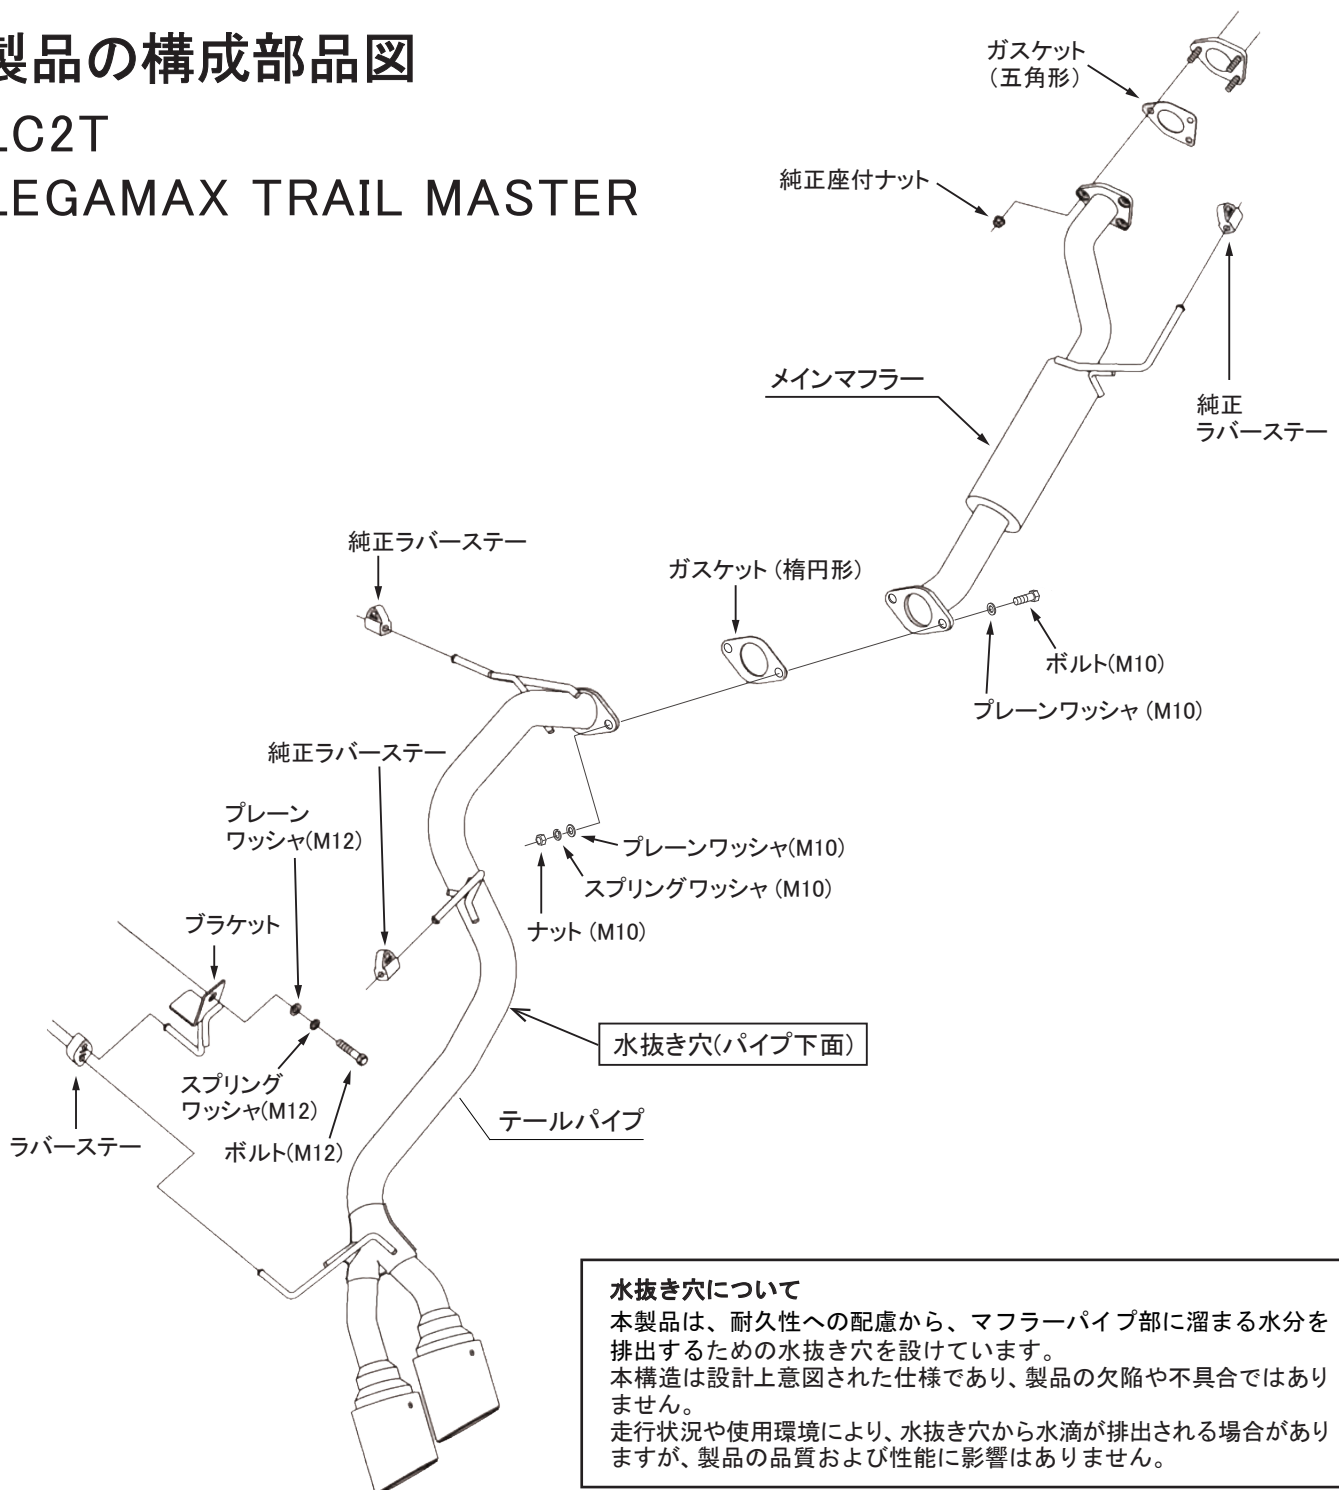 製品の構成部品図
LC2T
LEGAMAX TRAIL MASTER
ガスケット
（五角形）
純正座付ナット
メインマフラー
純正
ラバーステー
純正ラバーステー
ガスケット（楕円形）
ボルト(M10)
プレーンワッシャ（M10）
純正ラバーステー
プレーン
ワッシャ(M12)
プレーンワッシャ(M10)
スプリングワッシャ（M10）
ナット（M10）
ブラケット
水抜き穴(パイプ下面)
スプリング
ワッシャ(M12)
テールパイプ
ラバーステー
ボルト(M12)
水抜き穴について
本製品は、耐久性への配慮から、マフラーパイプ部に溜まる水分を
排出するための水抜き穴を設けています。
本構造は設計上意図された仕様であり、製品の欠陥や不具合ではあり
ません。
走行状況や使用環境により、水抜き穴から水滴が排出される場合があり
ますが、製品の品質および性能に影響はありません。